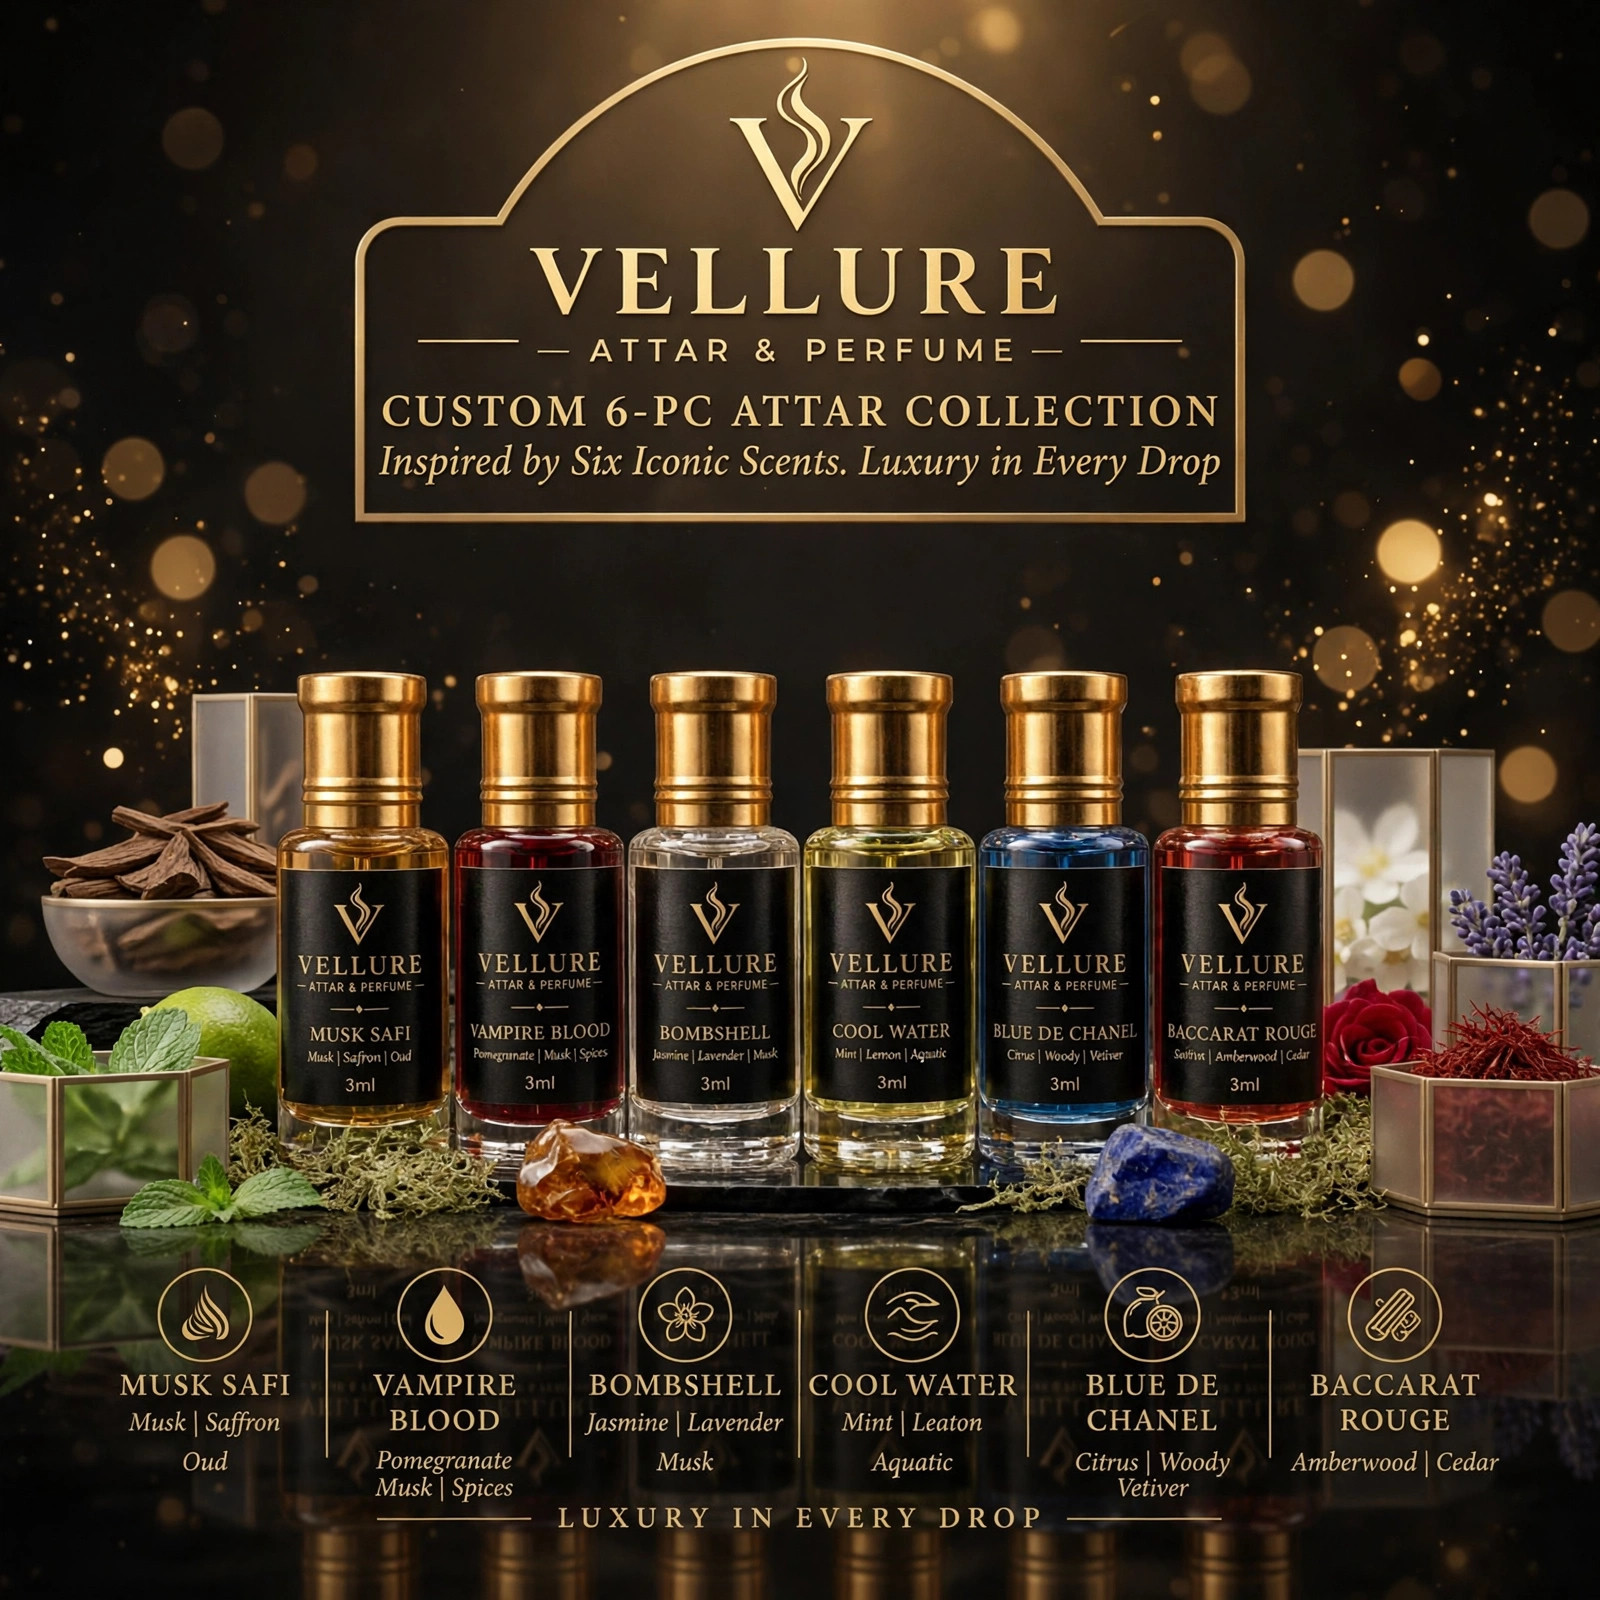 VELLURE
— ATTAR & PERFUME —
CUSTOM 6-PC ATTAR COLLECTION
Inspired by Six Iconic Scents. Luxury in Every Drop
VELLURE
ATTAR & PERFUME
MUSK SAFI
Musk | Saffron | Oud
3ml
VELLURE
ATTAR & PERFUME
VAMPIRE BLOOD
Pomegranate | Musk | Spices
3ml
VELLURE
ATTAR & PERFUME
BOMBSHELL
Jasmine | Lavender | Musk
3ml
VELLURE
ATTAR & PERFUME
COOL WATER
Mint | Lemon | Aquatic
3ml
VELLURE
ATTAR & PERFUME
BLUE DE CHANEL
Citrus | Woody | Vetiver
3ml
VELLURE
ATTAR & PERFUME
BACCARAT ROUGE
| Amberwood | Cedar
3ml
MUSK SAFI
Musk | Saffron
Oud
VAMPIRE
BLOOD
Pomegranate
Musk | Spices
BOMBSHELL
Jasmine | Lavender
Musk
COOL WATER
Mint | Leaton
Aquatic
BLUE DE
CHANEL
Citrus | Woody
Vetiver
BACCARAT
ROUGE
Amberwood | Cedar
LUXURY IN EVERY DROP